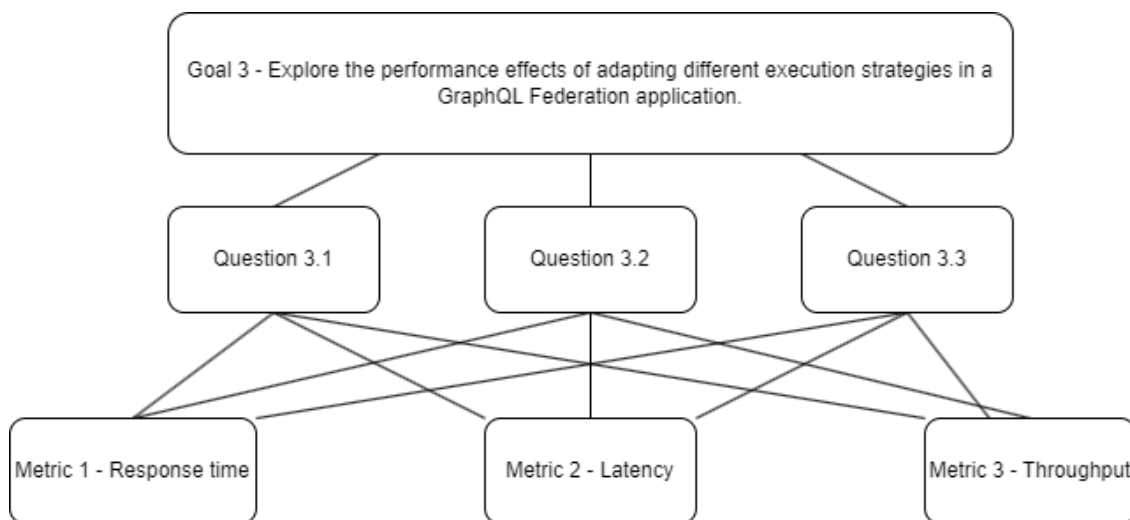 Goal 3 - Explore the performance effects of adapting different execution strategies in a
GraphQL Federation application.
Question 3.1
Question 3.2
Question 3.3
Metric 1 - Response time
Metric 2 - Latency
Metric 3 - Throughput